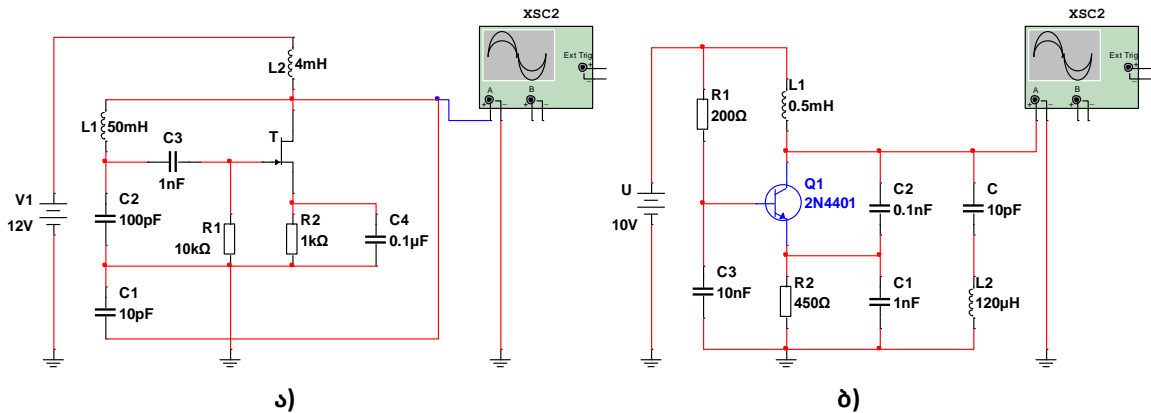 XSC2
Ext Trig
+
A
B
+
+
4mH
L2
L1
50mH
C3
T
1nF
V1
12V
C2
100pF
R1
10kΩ
R2
1kΩ
C4
0.1µF
C1
10pF
ა)
XSC2
Ext Trig
+
A
B
+
+
L1
0.5mH
R1
200Ω
U
10V
Q1
2N4401
C2
0.1nF
C
10pF
C3
10nF
R2
450Ω
C1
1nF
L2
120µH
ბ)